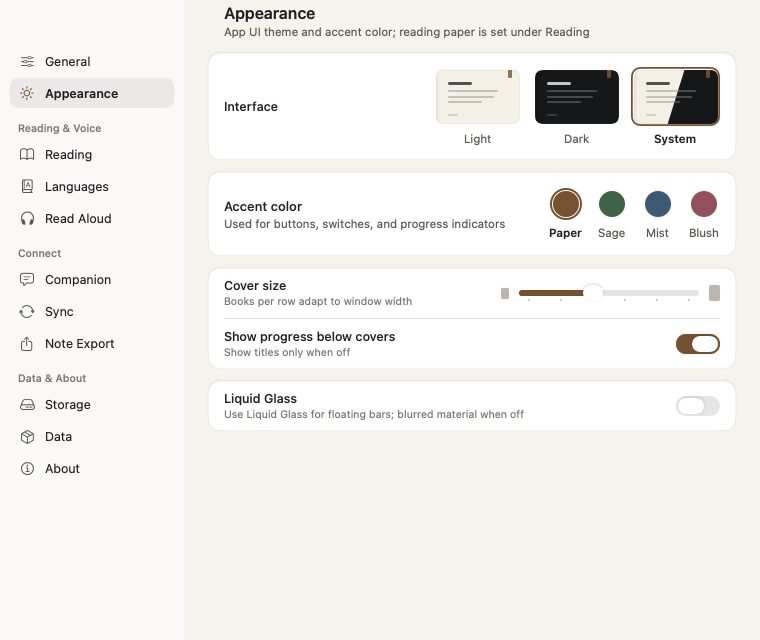 General
Appearance
Reading & Voice
Reading
Languages
Read Aloud
Connect
Companion
Sync
Note Export
Data & About
Storage
Data
About
Appearance
App UI theme and accent color; reading paper is set under Reading
Interface
Light
Dark
System
Accent color
Used for buttons, switches, and progress indicators
Paper
Sage
Mist
Blush
Cover size
Books per row adapt to window width
Show progress below covers
Show titles only when off
Liquid Glass
Use Liquid Glass for floating bars; blurred material when off